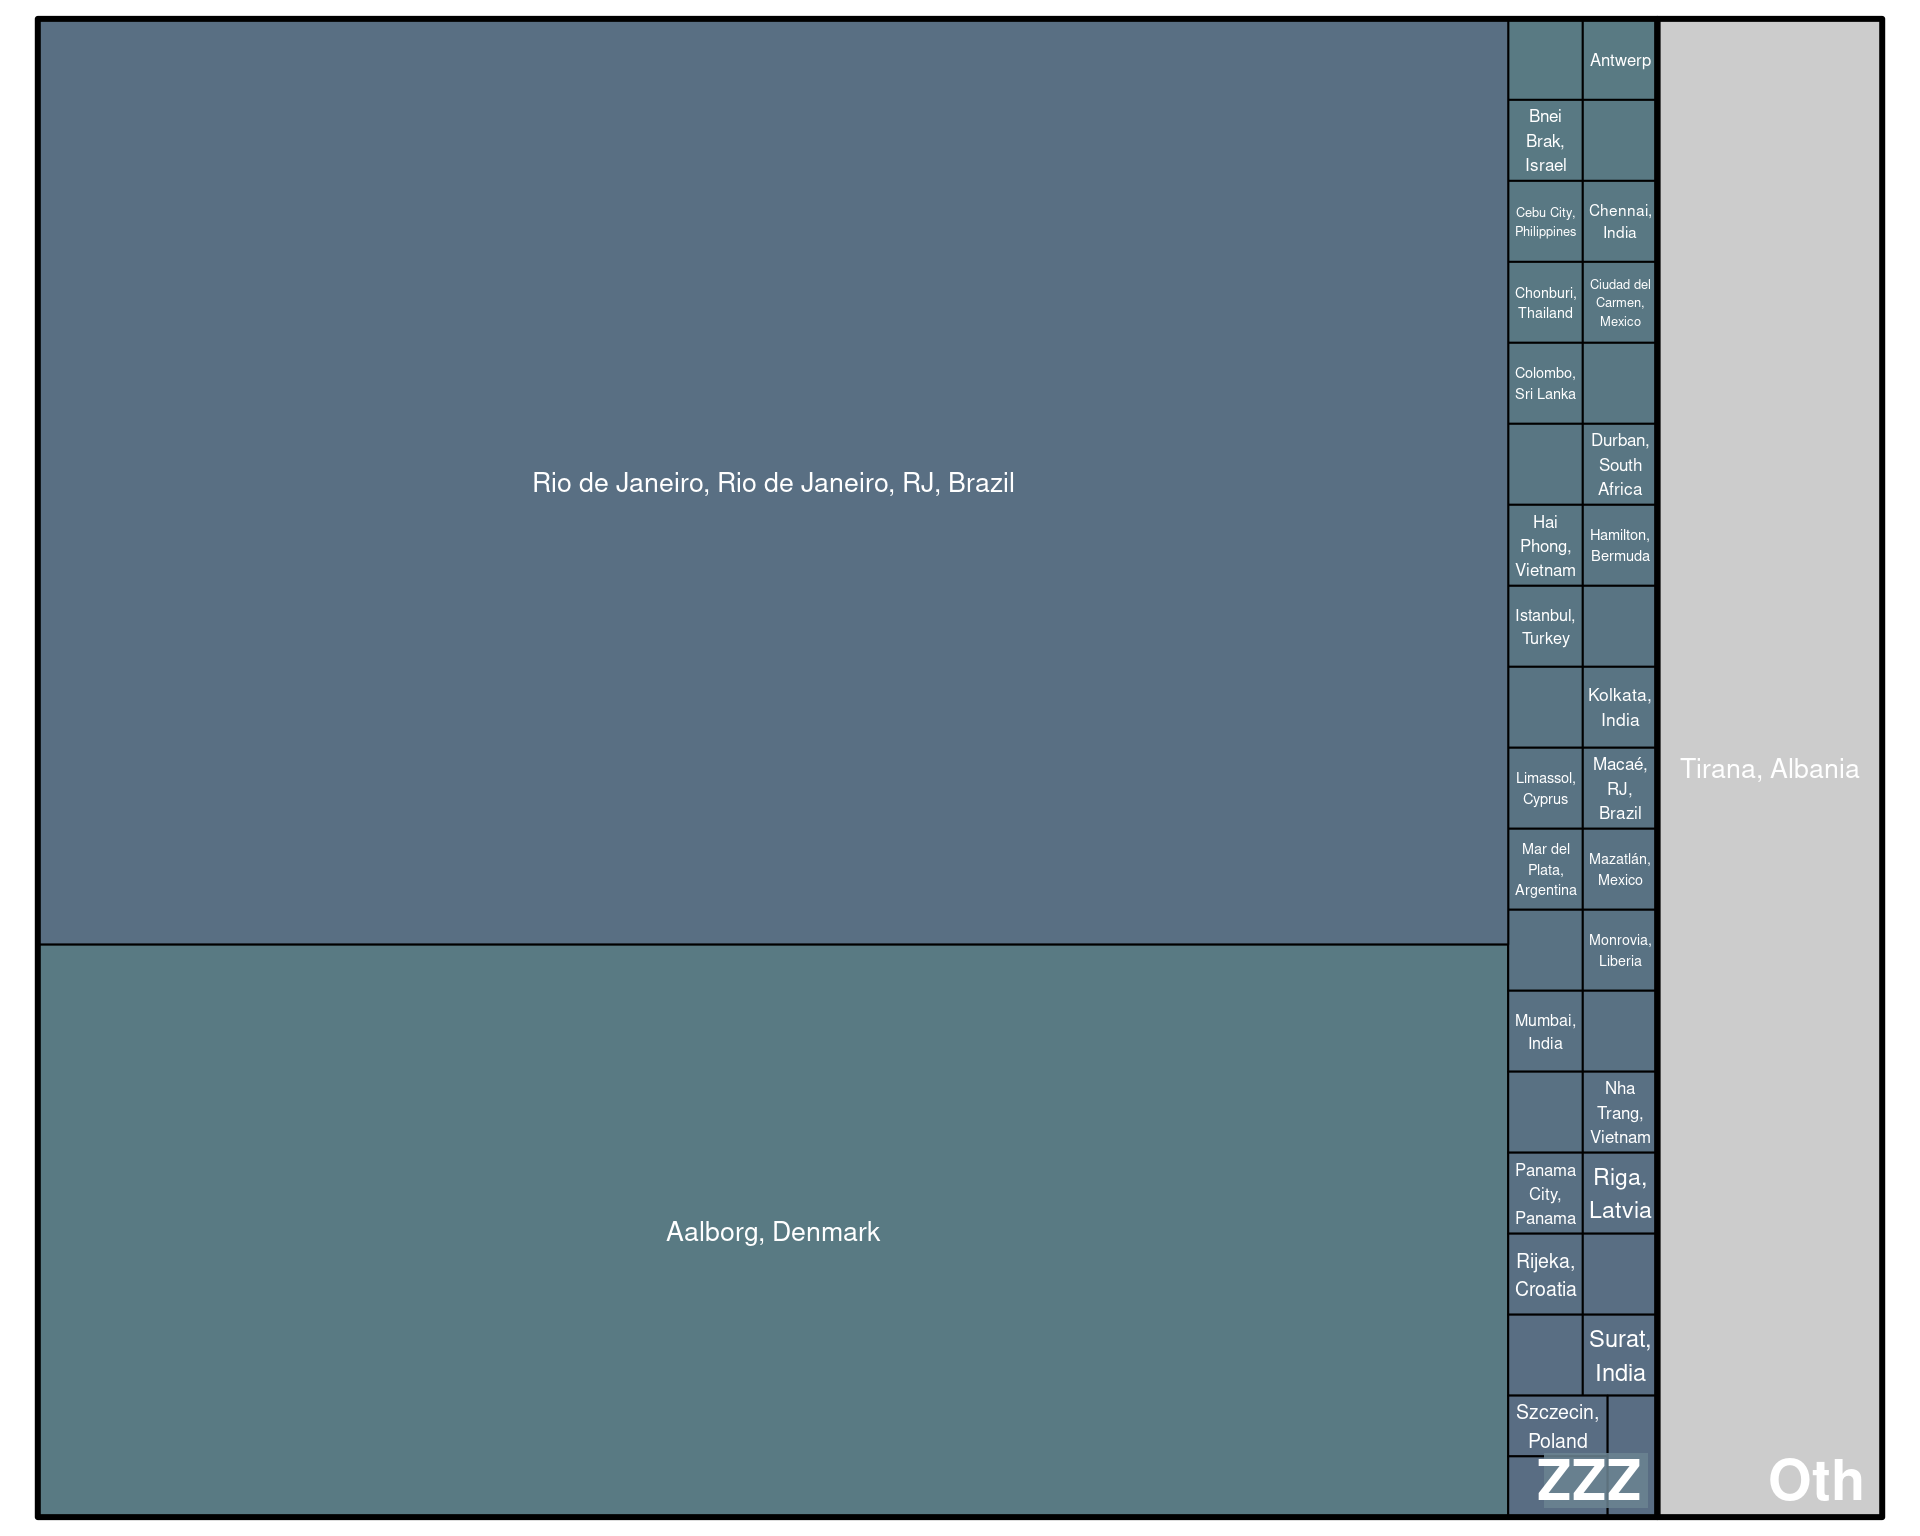 Rio de Janeiro, Rio de Janeiro, RJ, Brazil
Aalborg, Denmark
Antwerp
Bnei
Brak,
Israel
Cebu City,
Philippines
Chennai,
India
Chonburi,
Thailand
Ciudad del
Carmen,
Mexico
Colombo,
Sri Lanka
Durban,
South
Africa
Hai
Phong,
Vietnam
Hamilton,
Bermuda
Istanbul,
Turkey
Kolkata,
India
Limassol,
Cyprus
Macaé,
RJ,
Brazil
Mar del
Plata,
Argentina
Mazatlán,
Mexico
Monrovia,
Liberia
Mumbai,
India
Nha
Trang,
Vietnam
Panama
City,
Panama
Riga,
Latvia
Rijeka,
Croatia
Surat,
India
Szczecin,
Poland
ZZZ
Tirana, Albania
Oth